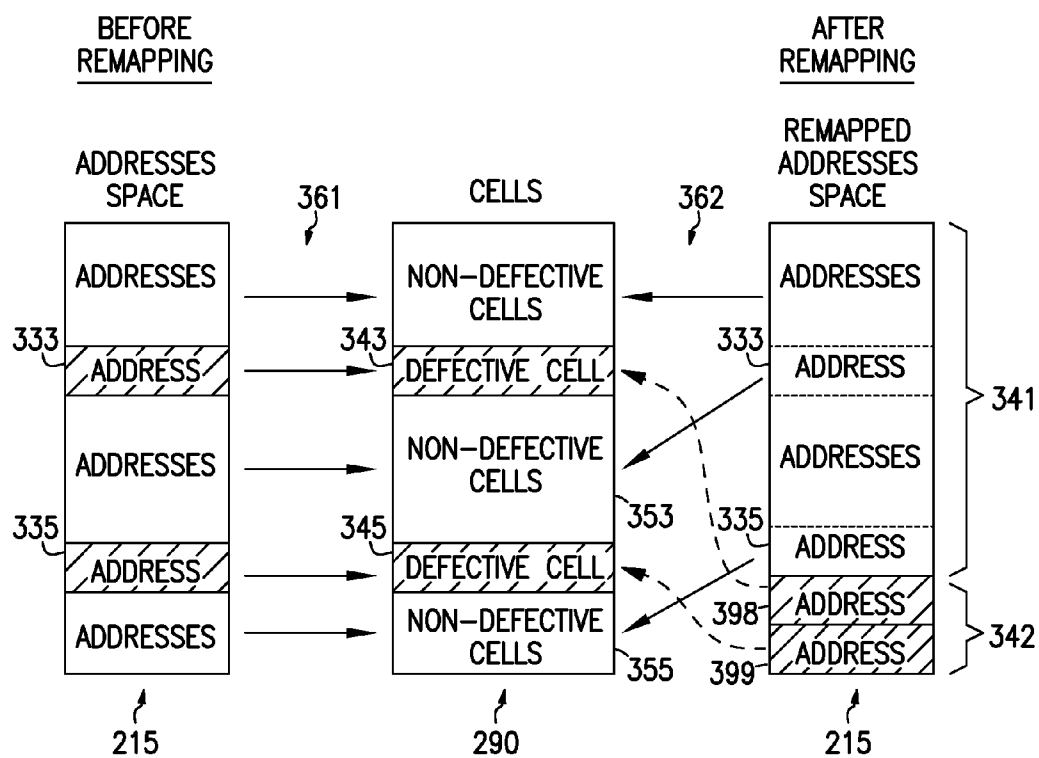 BEFORE
REMAPPING
AFTER
REMAPPING
ADDRESSES
SPACE
361
CELLS
362
REMAPPED
ADDRESSES
SPACE
ADDRESSES
NON-DEFECTIVE
CELLS
ADDRESSES
333
ADDRESS
343
DEFECTIVE CELL
333
ADDRESS
341
ADDRESSES
NON-DEFECTIVE
CELLS
353
ADDRESSES
335
ADDRESS
345
DEFECTIVE CELL
335
ADDRESS
398
ADDRESS
342
ADDRESSES
NON-DEFECTIVE
CELLS
355
399
ADDRESS
215
290
215